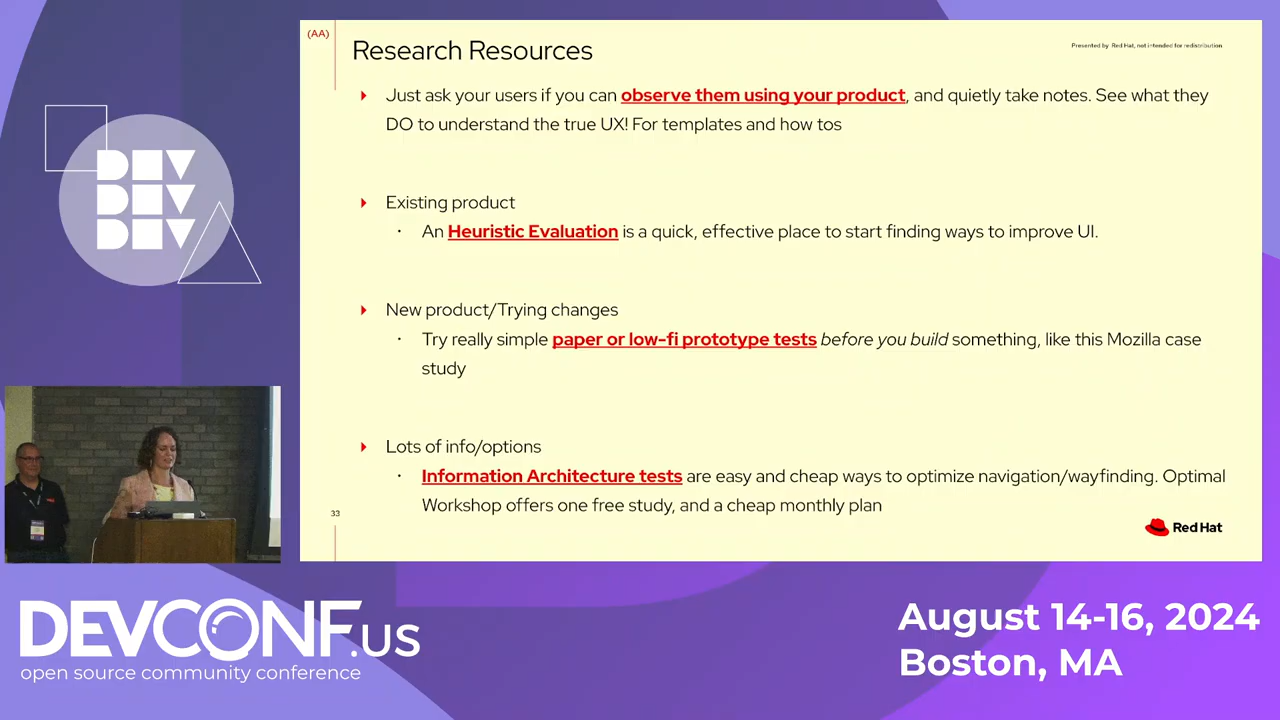 (AA)
Research Resources
Presented by Red Hat, not intended for redistribution
Just ask your users if you can observe them using your product, and quietly take notes. See what they
DO to understand the true UX! For templates and how tos
Existing product
An Heuristic Evaluation is a quick, effective place to start finding ways to improve UI.
New product/Trying changes
Try really simple paper or low-fi prototype tests before you build something, like this Mozilla case
study
Lots of info/options
Information Architecture tests are easy and cheap ways to optimize navigation/wayfinding. Optimal
Workshop offers one free study, and a cheap monthly plan
33
Red Hat
DEV
DEV
DEV
DEVCONF.US
open source community conference
August 14-16, 2024
Boston, MA